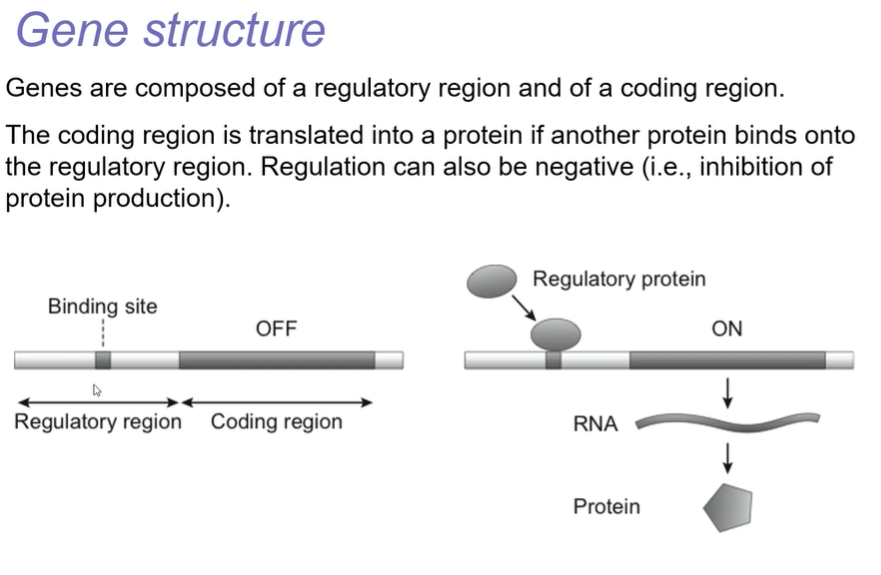 Gene structure
Genes are composed of a regulatory region and of a coding region.
The coding region is translated into a protein if another protein binds onto
the regulatory region. Regulation can also be negative (i.e., inhibition of
protein production).
Binding site
OFF
Regulatory region
Coding region
Regulatory protein
ON
RNA
Protein